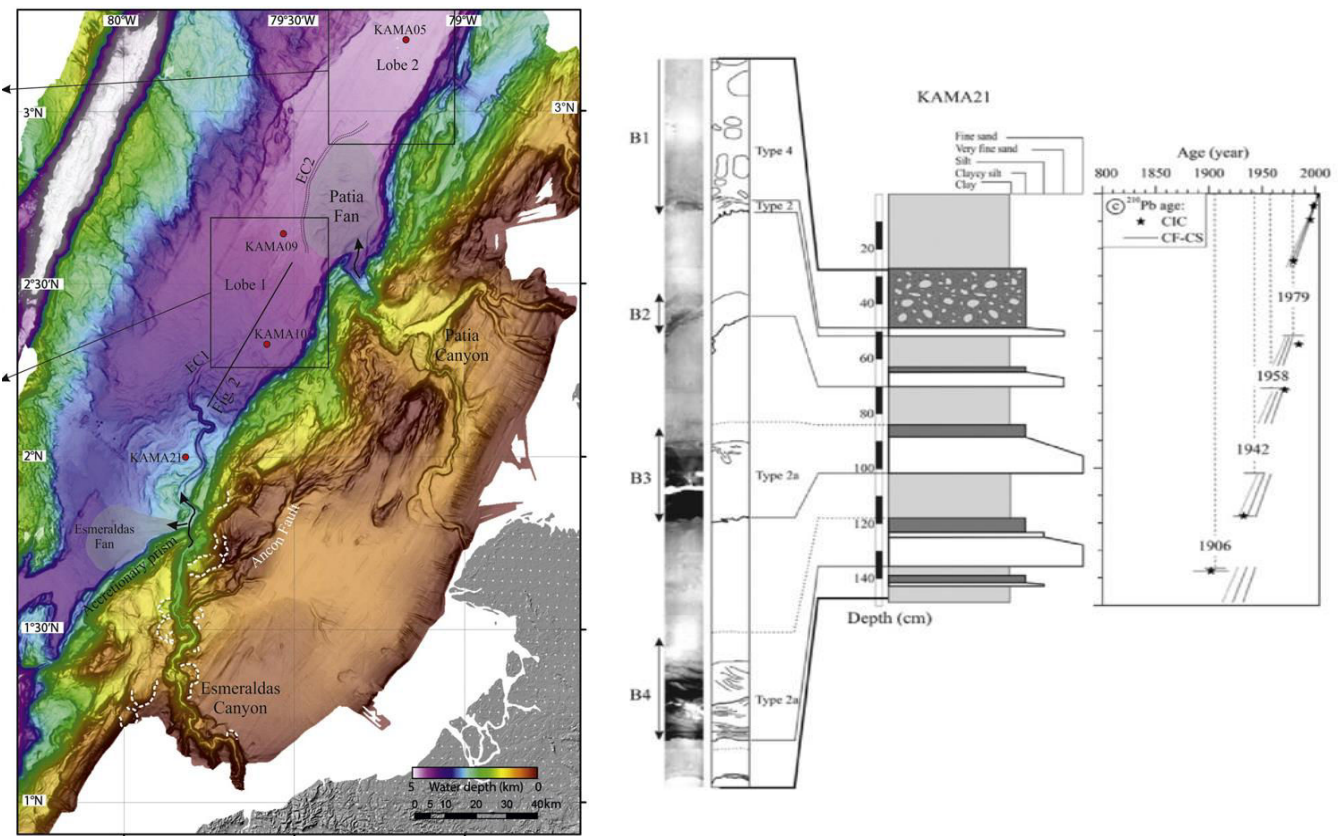 80°W
79°30'W
79°W
KAMA05
Lobe 2
3°N
3°N
EC2
Patia
Fan
KAMA09
2°30'N
Lobe 1
KAMA10
Patia
Canyon
EC1
Fig. 2
2°N
KAMA21
Esmeraldas
Fan
Ancon Fault
Accretionary prism
1°30'N
Esmeraldas
Canyon
5 Water depth (km) 0
0 5 10 20 30 40km
1°N
B1
B2
B3
B4
Type 4
Type 2
Type 2a
Type 2a
KAMA21
Fine sand
Very fine sand
Silt
Clayey silt
Clay
20
40
60
80
100
120
140
Depth (cm)
Age (year)
800 1850 1900 1950 2000
c 210Pb age:
★ CIC
CF-CS
1979
1958
1942
1906